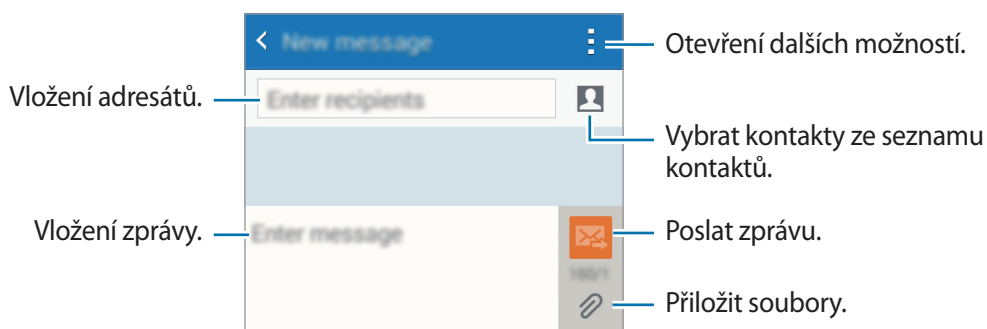 New message
Otevření dalších možností.
Vložení adresátů.
Enter recipients
Vybrat kontakty ze seznamu
kontaktů.
Vložení zprávy.
Enter message
Poslat zprávu.
160/1
Přiložit soubory.